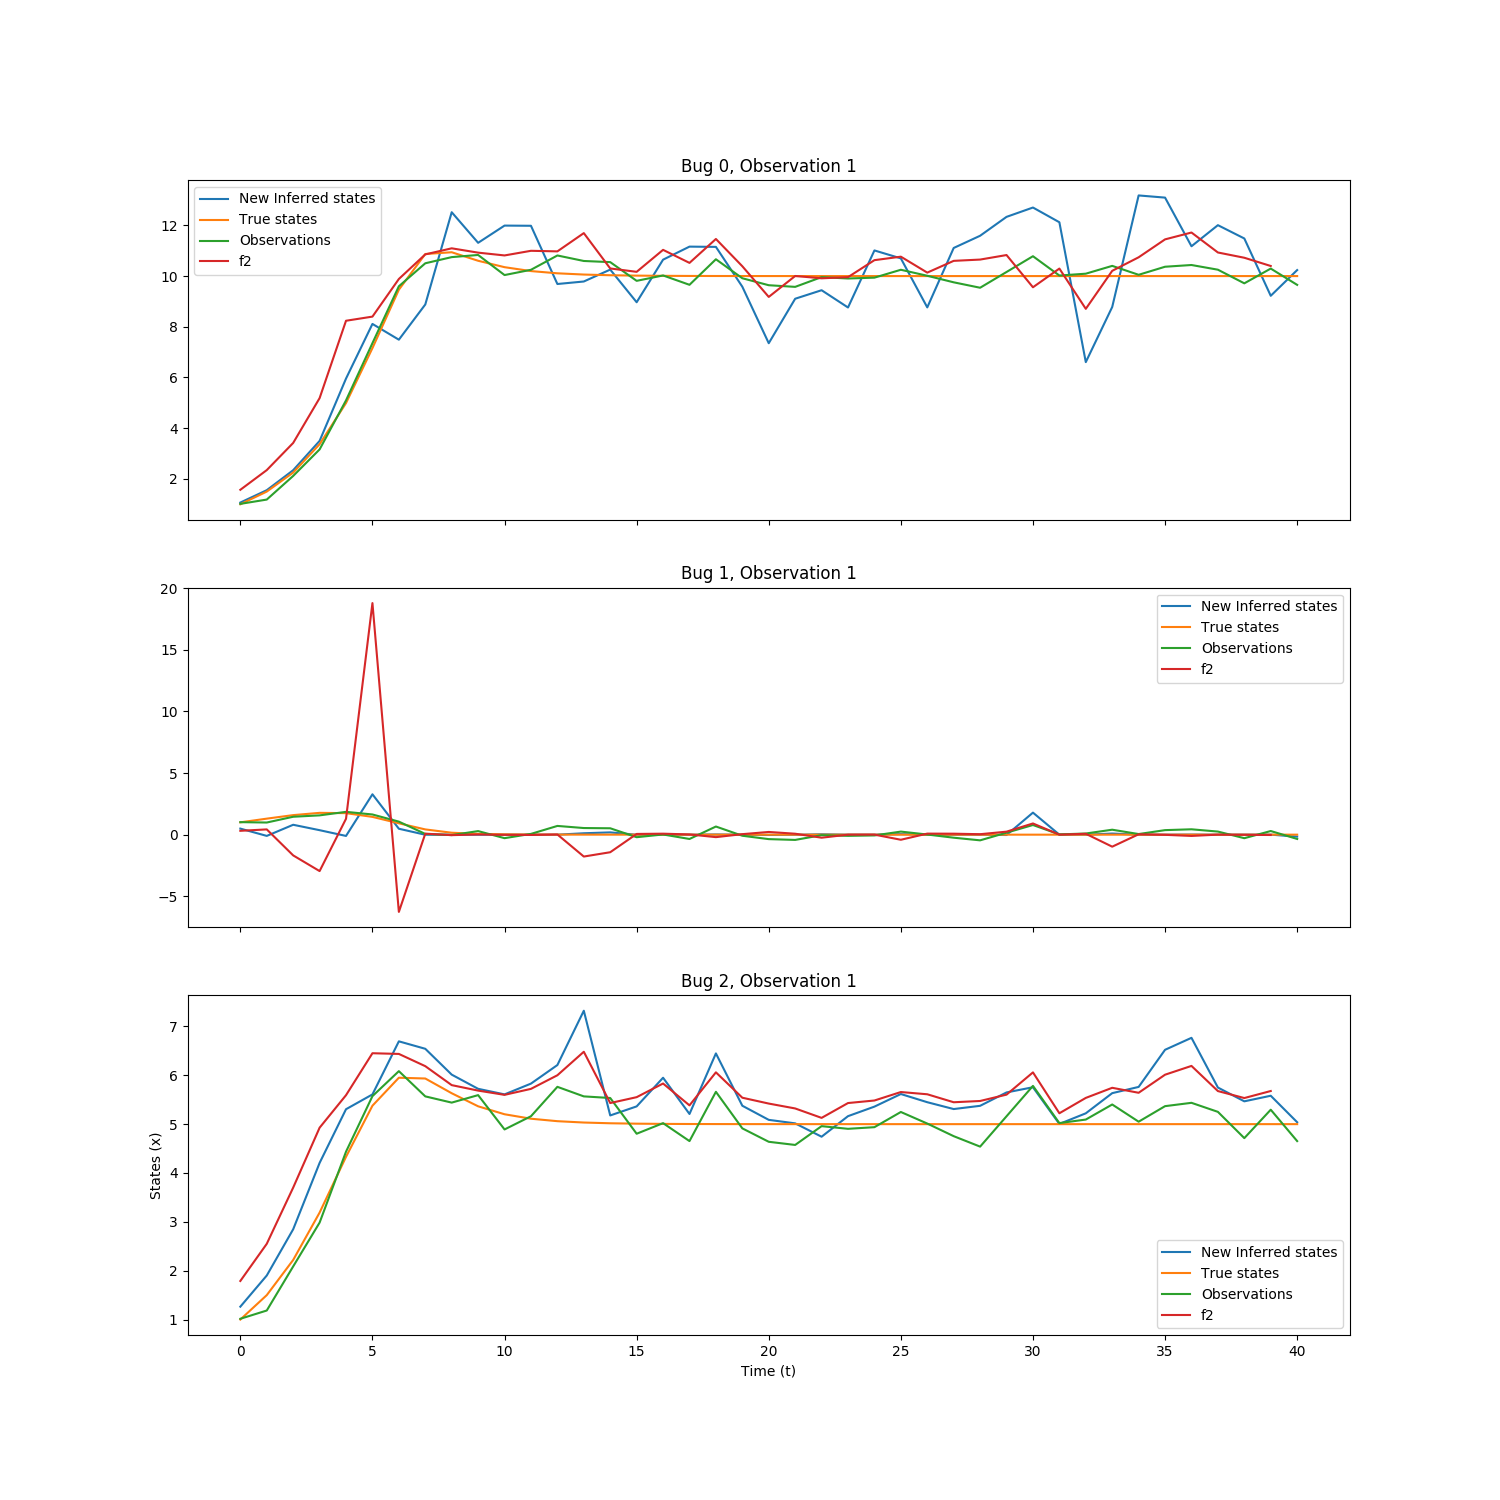 Bug 0, Observation 1
New Inferred states
True states
Observations
f2
12
10
8
6
4
2
Bug 1, Observation 1
New Inferred states
True states
Observations
f2
20
15
10
5
0
−5
Bug 2, Observation 1
New Inferred states
True states
Observations
f2
7
6
5
4
3
2
1
States (x)
0 5 10 15 20 25 30 35 40
Time (t)